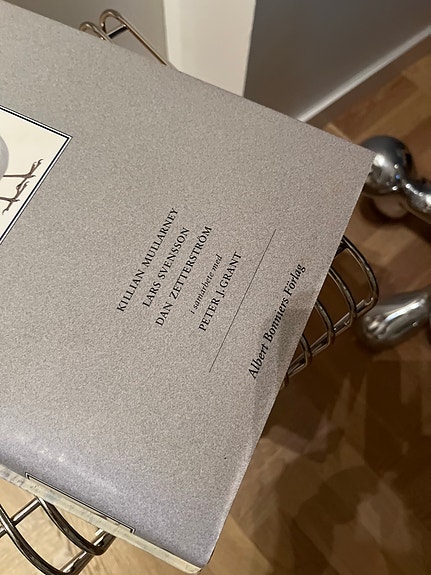 KILLIAN MULLARNEY
LARS SVENSSON
DAN ZETTERSTRÖM
i samarbete med
PETER J GRANT
Albert Bonniers Förlag